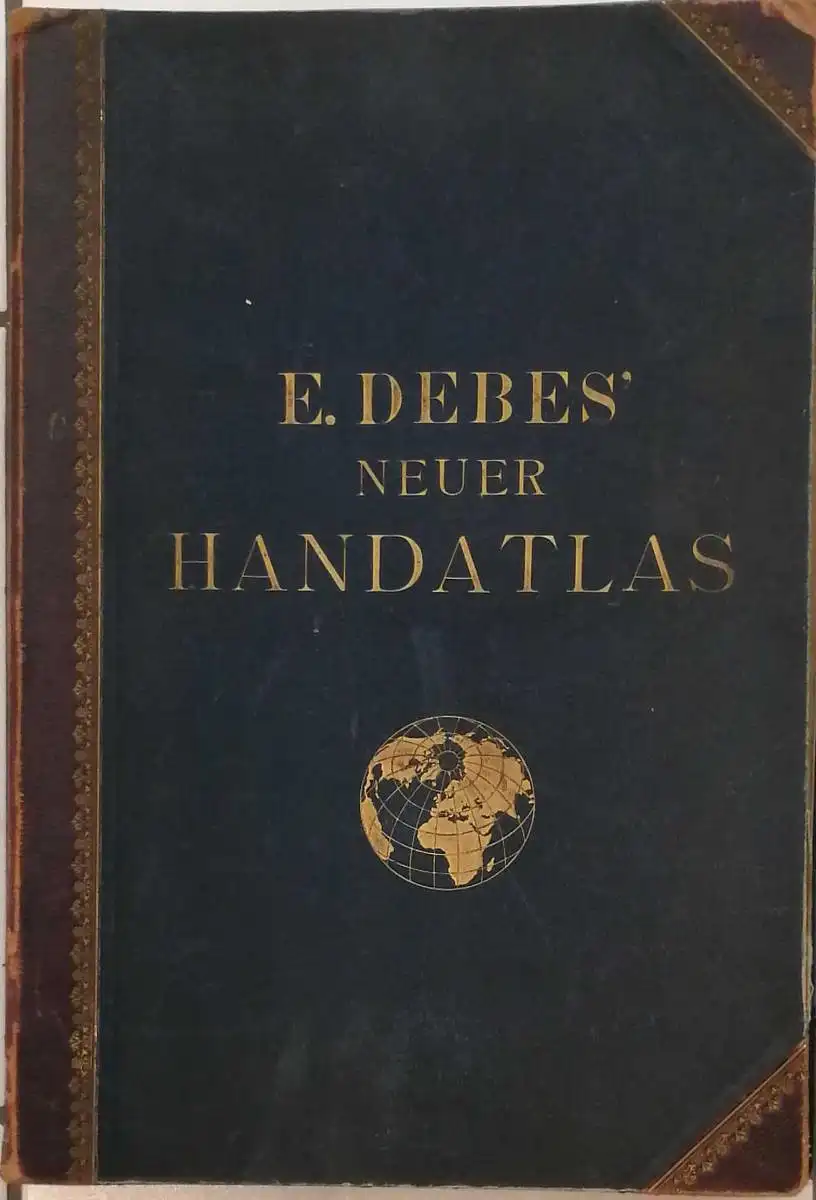 E. DEBES'
NEUER
HANDATLAS